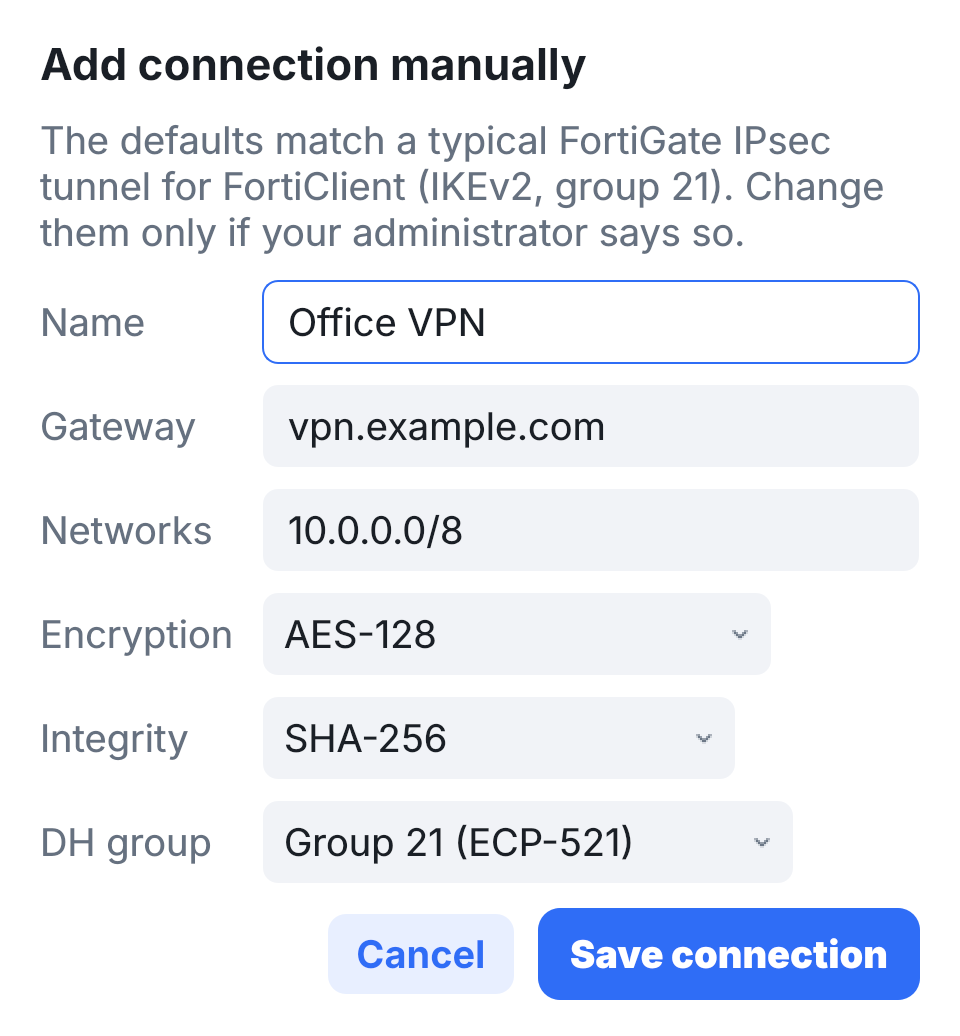 Add connection manually
The defaults match a typical FortiGate IPsec
tunnel for FortiClient (IKEv2, group 21). Change
them only if your administrator says so.
Name Office VPN
Gateway vpn.example.com
Networks 10.0.0.0/8
Encryption AES-128
Integrity SHA-256
DH group Group 21 (ECP-521)
Cancel Save connection